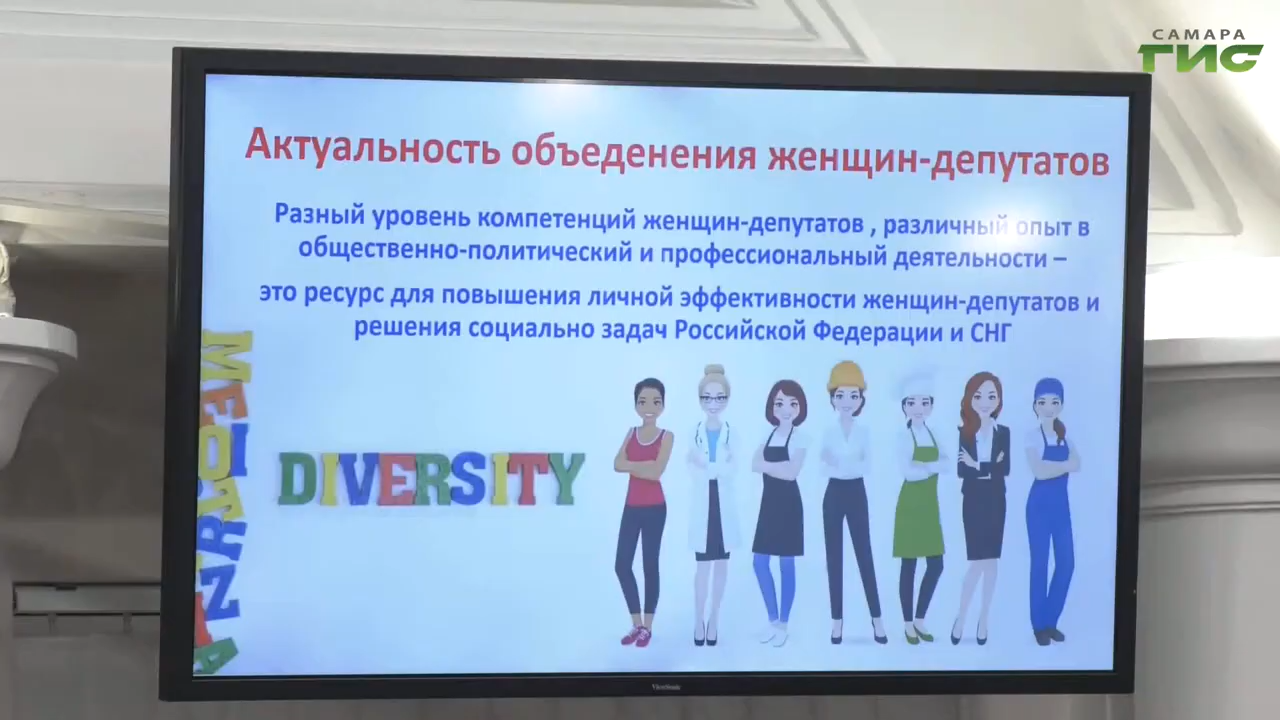 САМАРА
ГИС
Актуальность объеденения женщин-депутатов
Разный уровень компетенций женщин-депутатов , различный опыт в
общественно-политический и профессиональный деятельности –
это ресурс для повышения личной эффективности женщин-депутатов и
решения социально задач Российской Федерации и СНГ
DIVERSITY
ViewSonic